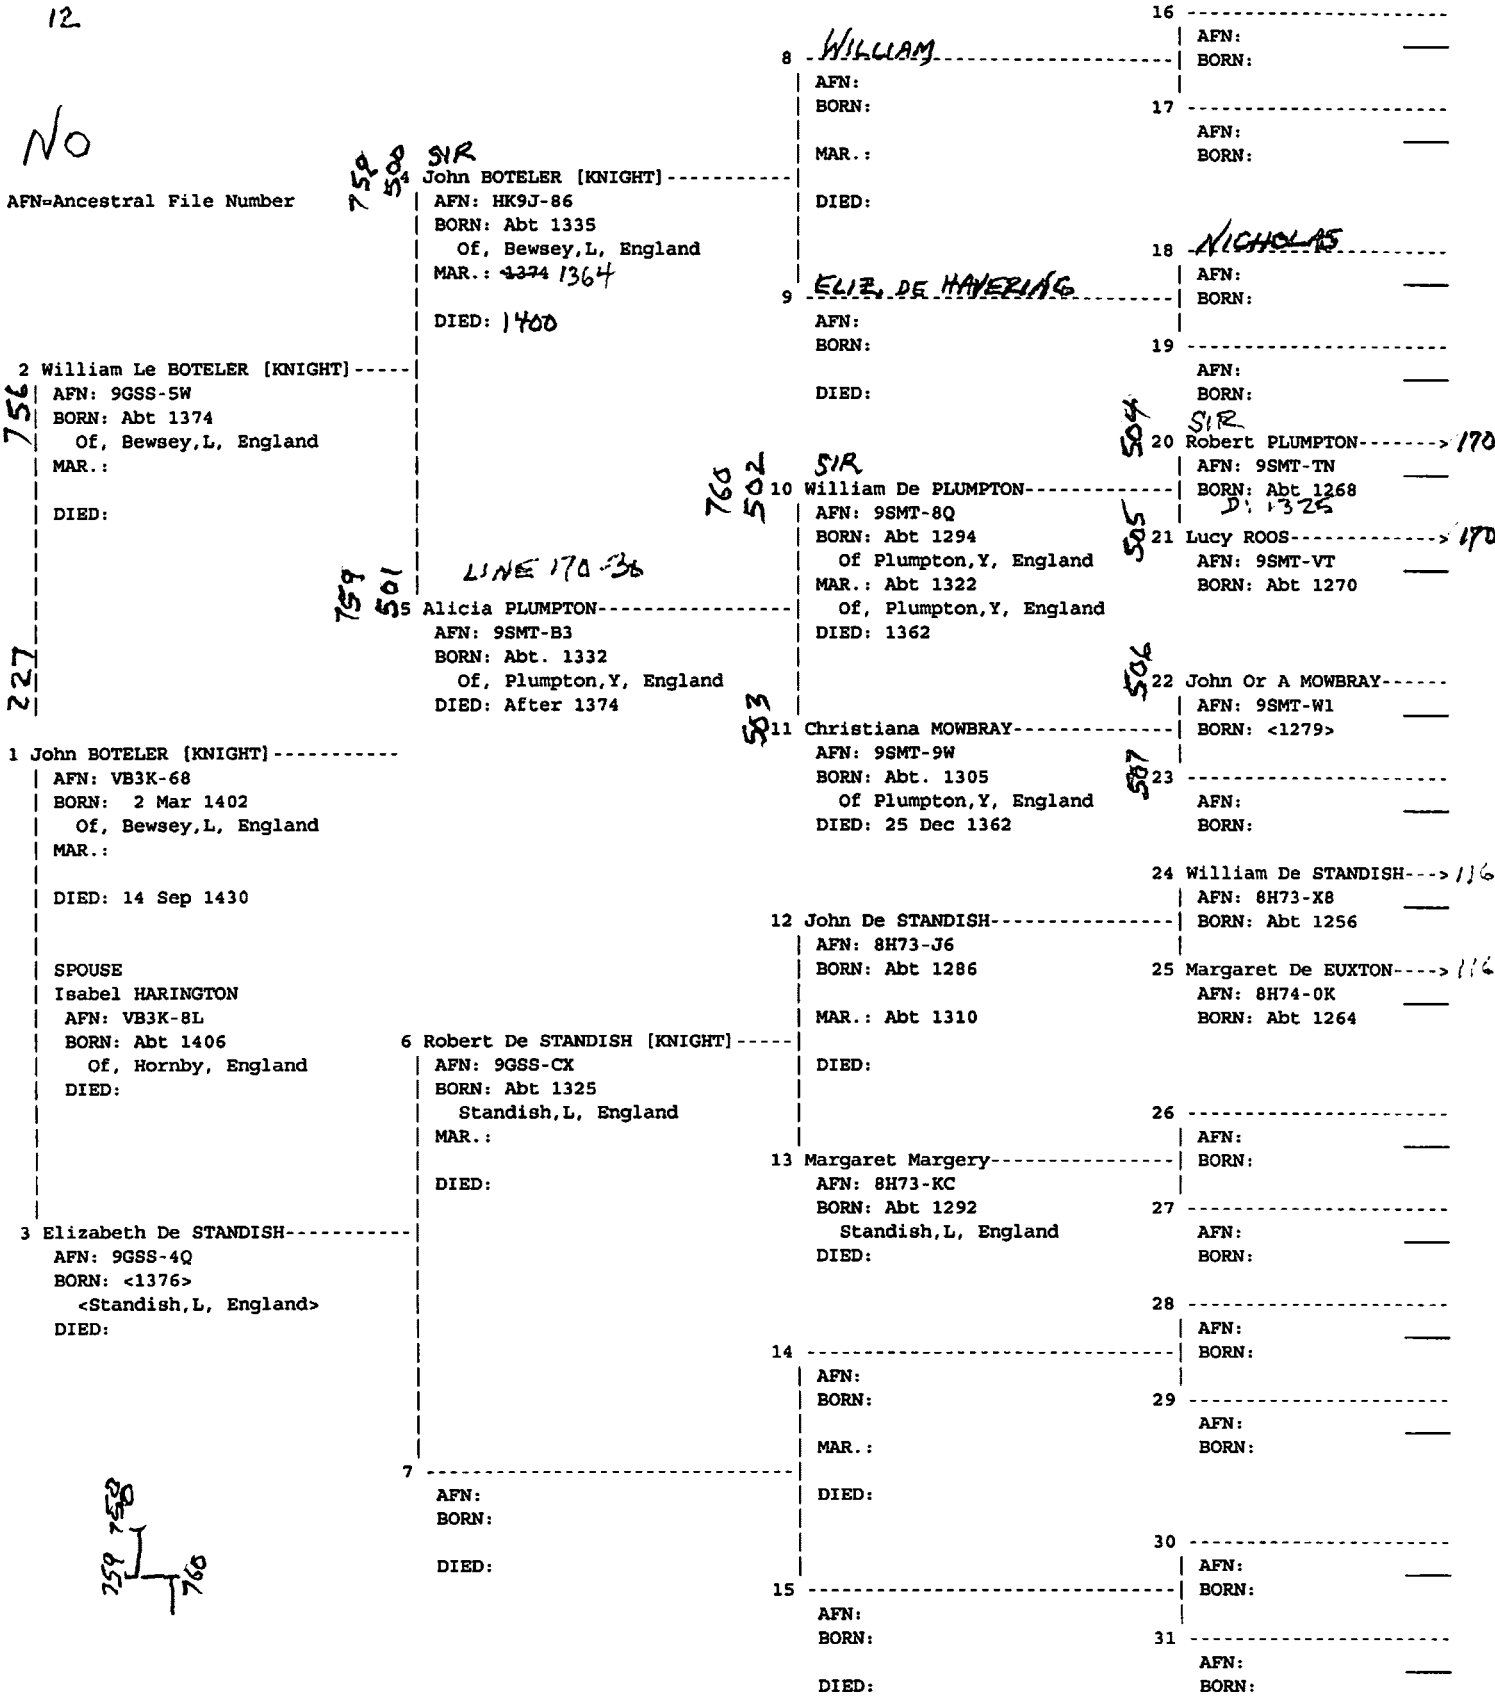 12
NO
AFN=Ancestral File Number
2 William Le BOTELER [KNIGHT]
756
AFN: 9GSS-5W
BORN: Abt 1374
Of, Bewsey,L, England
MAR.:
DIED:
227
1 John BOTELER [KNIGHT]
AFN: VB3K-68
BORN: 2 Mar 1402
Of, Bewsey,L, England
MAR.:
DIED: 14 Sep 1430
SPOUSE
Isabel HARINGTON
AFN: VB3K-8L
BORN: Abt 1406
Of, Hornby, England
DIED:
3 Elizabeth De STANDISH
AFN: 9GSS-4Q
BORN: <1376>
<Standish,L, England>
DIED:
759 758 760
758 500 SIR
4 John BOTELER [KNIGHT]
AFN: HK9J-86
BORN: Abt 1335
Of, Bewsey,L, England
MAR.: 1374 1364
DIED: 1400
LINE 170-36
759 501
5 Alicia PLUMPTON
AFN: 9SMT-B3
BORN: Abt. 1332
Of, Plumpton,Y, England
DIED: After 1374
6 Robert De STANDISH [KNIGHT]
AFN: 9GSS-CX
BORN: Abt 1325
Standish,L, England
MAR.:
DIED:
7
AFN:
BORN:
DIED:
8 WILLIAM
AFN:
BORN:
MAR.:
DIED:
9 ELIZ. DE HAVERING
AFN:
BORN:
DIED:
760 502 SIR
10 William De PLUMPTON
AFN: 9SMT-8Q
BORN: Abt 1294
Of Plumpton,Y, England
MAR.: Abt 1322
Of, Plumpton,Y, England
DIED: 1362
503
11 Christiana MOWBRAY
AFN: 9SMT-9W
BORN: Abt. 1305
Of Plumpton,Y, England
DIED: 25 Dec 1362
12 John De STANDISH
AFN: 8H73-J6
BORN: Abt 1286
MAR.: Abt 1310
DIED:
13 Margaret Margery
AFN: 8H73-KC
BORN: Abt 1292
Standish,L, England
DIED:
14
AFN:
BORN:
MAR.:
DIED:
15
AFN:
BORN:
DIED:
16
AFN:
BORN:
17
AFN:
BORN:
18 NICHOLAS
AFN:
BORN:
19
AFN:
BORN:
504 SIR
20 Robert PLUMPTON-------> 170
AFN: 9SMT-TN
BORN: Abt 1268
D: 1325
505
21 Lucy ROOS------> 170
AFN: 9SMT-VT
BORN: Abt 1270
506
22 John Or A MOWBRAY
AFN: 9SMT-W1
BORN: <1279>
507
23
AFN:
BORN:
24 William De STANDISH---> 116
AFN: 8H73-X8
BORN: Abt 1256
25 Margaret De EUXTON----> 116
AFN: 8H74-0K
BORN: Abt 1264
26
AFN:
BORN:
27
AFN:
BORN:
28
AFN:
BORN:
29
AFN:
BORN:
30
AFN:
BORN:
31
AFN:
BORN: